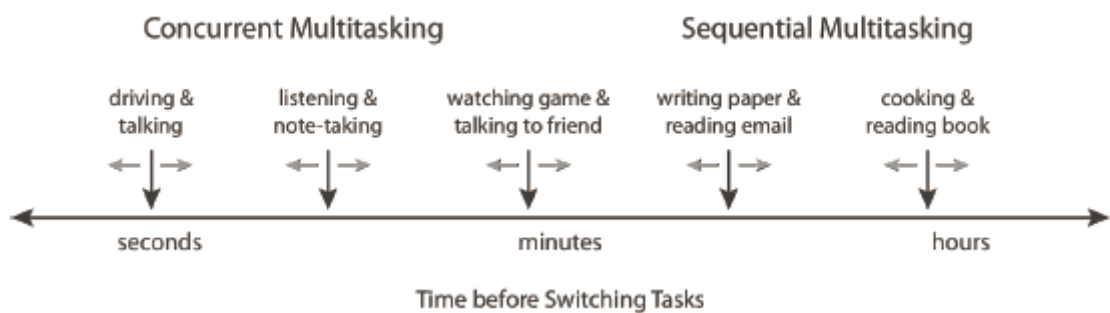 Concurrent Multitasking
Sequential Multitasking
driving &
talking
listening &
note-taking
watching game &
talking to friend
writing paper &
reading email
cooking &
reading book
seconds
minutes
hours
Time before Switching Tasks